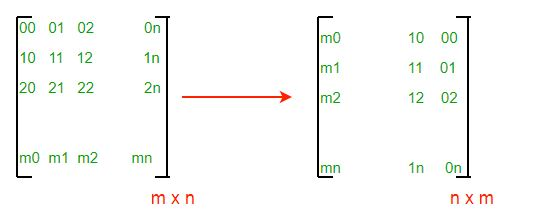 00 01 02 0n
10 11 12 1n
20 21 22 2n
m0 m1 m2 mn
m x n
m0 10 00
m1 11 01
m2 12 02
mn 1n 0n
n x m